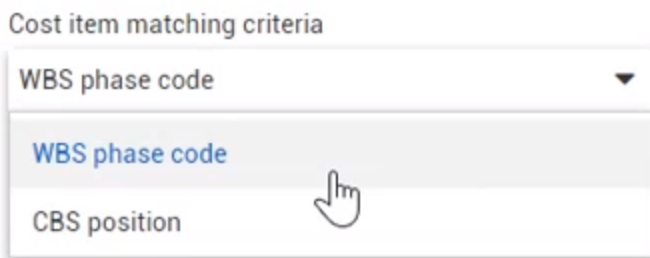 Cost item matching criteria
WBS phase code
WBS phase code
CBS position